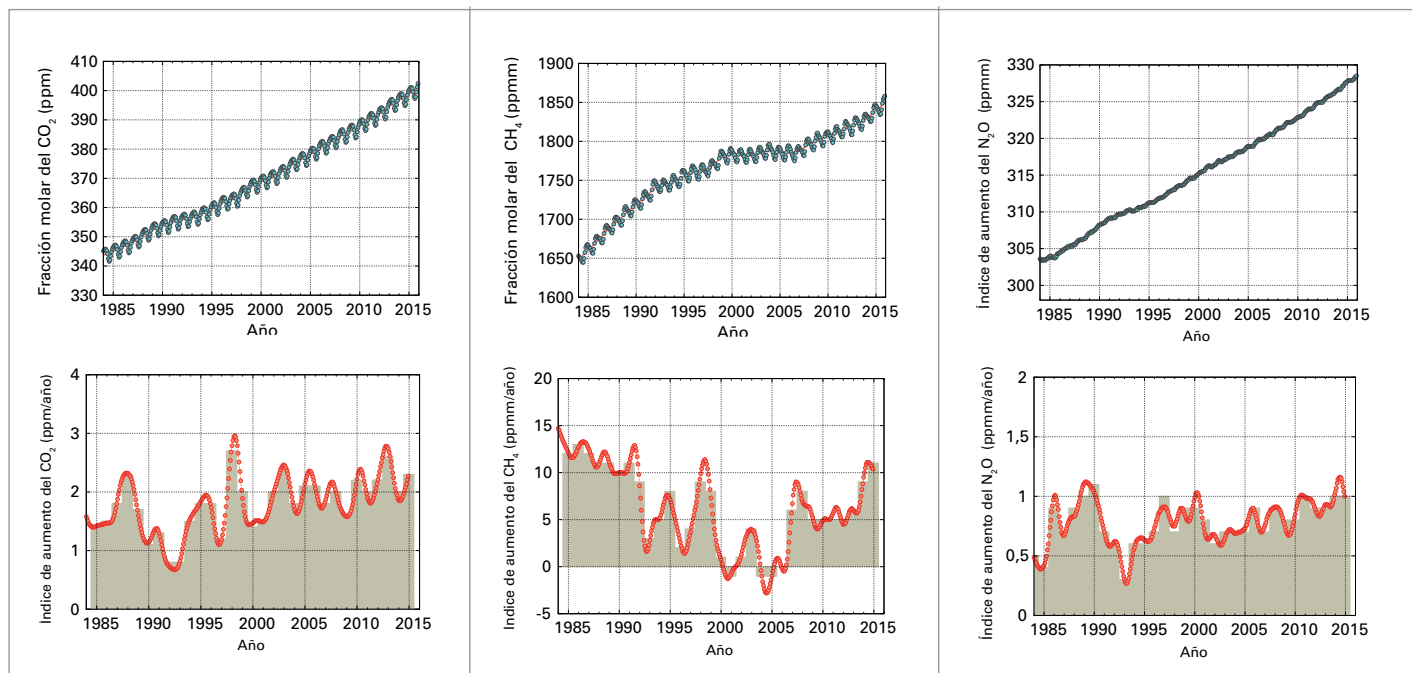 Fracción molar del CO2 (ppm)
410
400
390
380
370
360
350
340
330
1985 1990 1995 2000 2005 2010 2015
Año
Fracción molar del CH4 (ppmm)
1900
1850
1800
1750
1700
1650
1600
1985 1990 1995 2000 2005 2010 2015
Año
Índice de aumento del N2O (ppmm)
330
325
320
315
310
305
300
1985 1990 1995 2000 2005 2010 2015
Año
Indice de aumento del CO2 (ppm/año)
4
3
2
1
0
1985 1990 1995 2000 2005 2010 2015
Año
Indice de aumento del CH4 (ppmm/año)
20
15
10
5
0
-5
1985 1990 1995 2000 2005 2010 2015
Año
Índice de aumento del N2O (ppmm/año)
2
1,5
1
0,5
0
1985 1990 1995 2000 2005 2010 2015
Año